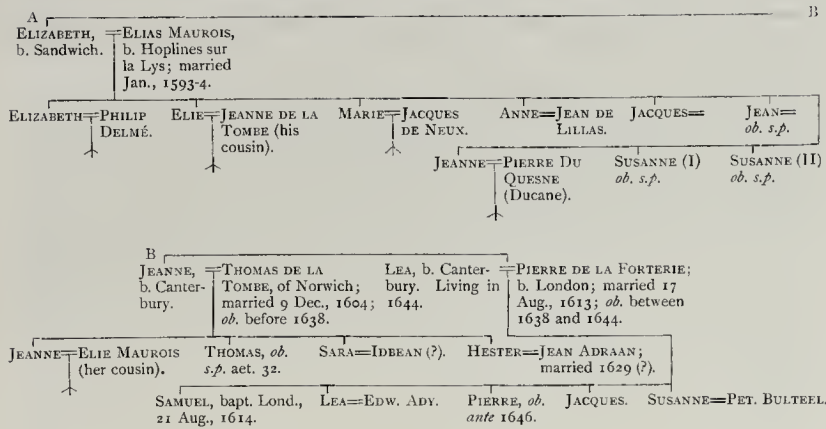 A B
ELIZABETH, ELIAS MAUROIS,
b. Sandwich. b. Hoplines sur
la Lys; married
Jan., 1593-4.
ELIZABETH PHILIP ELIE JEANNE DE LA MARIE JACQUES ANNE=JEAN DE JACQUES= JEAN=
DELMÉ. TOMBE (his DE NEUX. LILLAS. ob. s.p.
cousin).
JEANNE PIERRE DU SUSANNE (I) SUSANNE (II)
QUESNE ob. s.p. ob. s.p.
(Ducane).
B
JEANNE, THOMAS DE LA LEA, b. Canter- PIERRE DE LA FORTERIE;
b. Canter- TOMBE, of Norwich; bury. Living in b. London; married 17
bury. married 9 Dec., 1604; 1644. Aug., 1613; ob. between
ob. before 1638. 1638 and 1644.
JEANNE ELIE MAUROIS THOMAS, ob. SARA=IDBEAN (?). HESTER=JEAN ADRAAN;
(her cousin). s.p. aet. 32. married 1629 (?).
SAMUEL, bapt. Lond., LEA=EDW. ADY. PIERRE, ob. JACQUES. SUSANNE=PET. BULTEEL.
21 Aug., 1614. ante 1646.